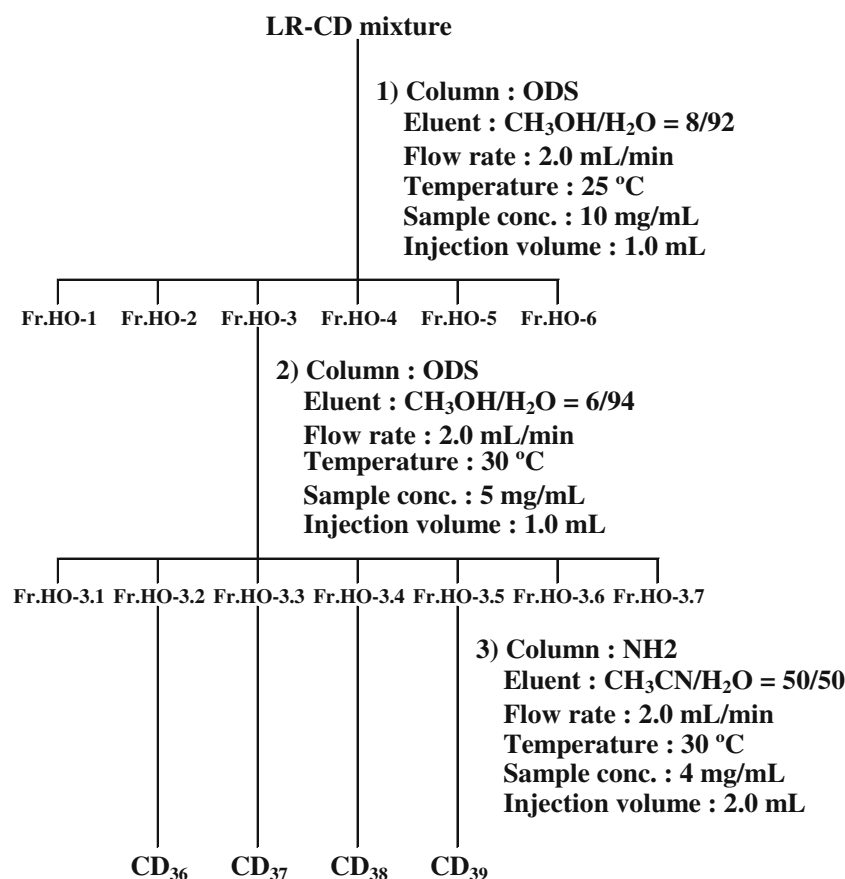 LR-CD mixture
1) Column : ODS
Eluent : CH₃OH/H₂O = 8/92
Flow rate : 2.0 mL/min
Temperature : 25 ºC
Sample conc. : 10 mg/mL
Injection volume : 1.0 mL
Fr.HO-1 Fr.HO-2 Fr.HO-3 Fr.HO-4 Fr.HO-5 Fr.HO-6
2) Column : ODS
Eluent : CH₃OH/H₂O = 6/94
Flow rate : 2.0 mL/min
Temperature : 30 ºC
Sample conc. : 5 mg/mL
Injection volume : 1.0 mL
Fr.HO-3.1 Fr.HO-3.2 Fr.HO-3.3 Fr.HO-3.4 Fr.HO-3.5 Fr.HO-3.6 Fr.HO-3.7
3) Column : NH2
Eluent : CH₃CN/H₂O = 50/50
Flow rate : 2.0 mL/min
Temperature : 30 ºC
Sample conc. : 4 mg/mL
Injection volume : 2.0 mL
CD₃₆ CD₃₇ CD₃₈ CD₃₉